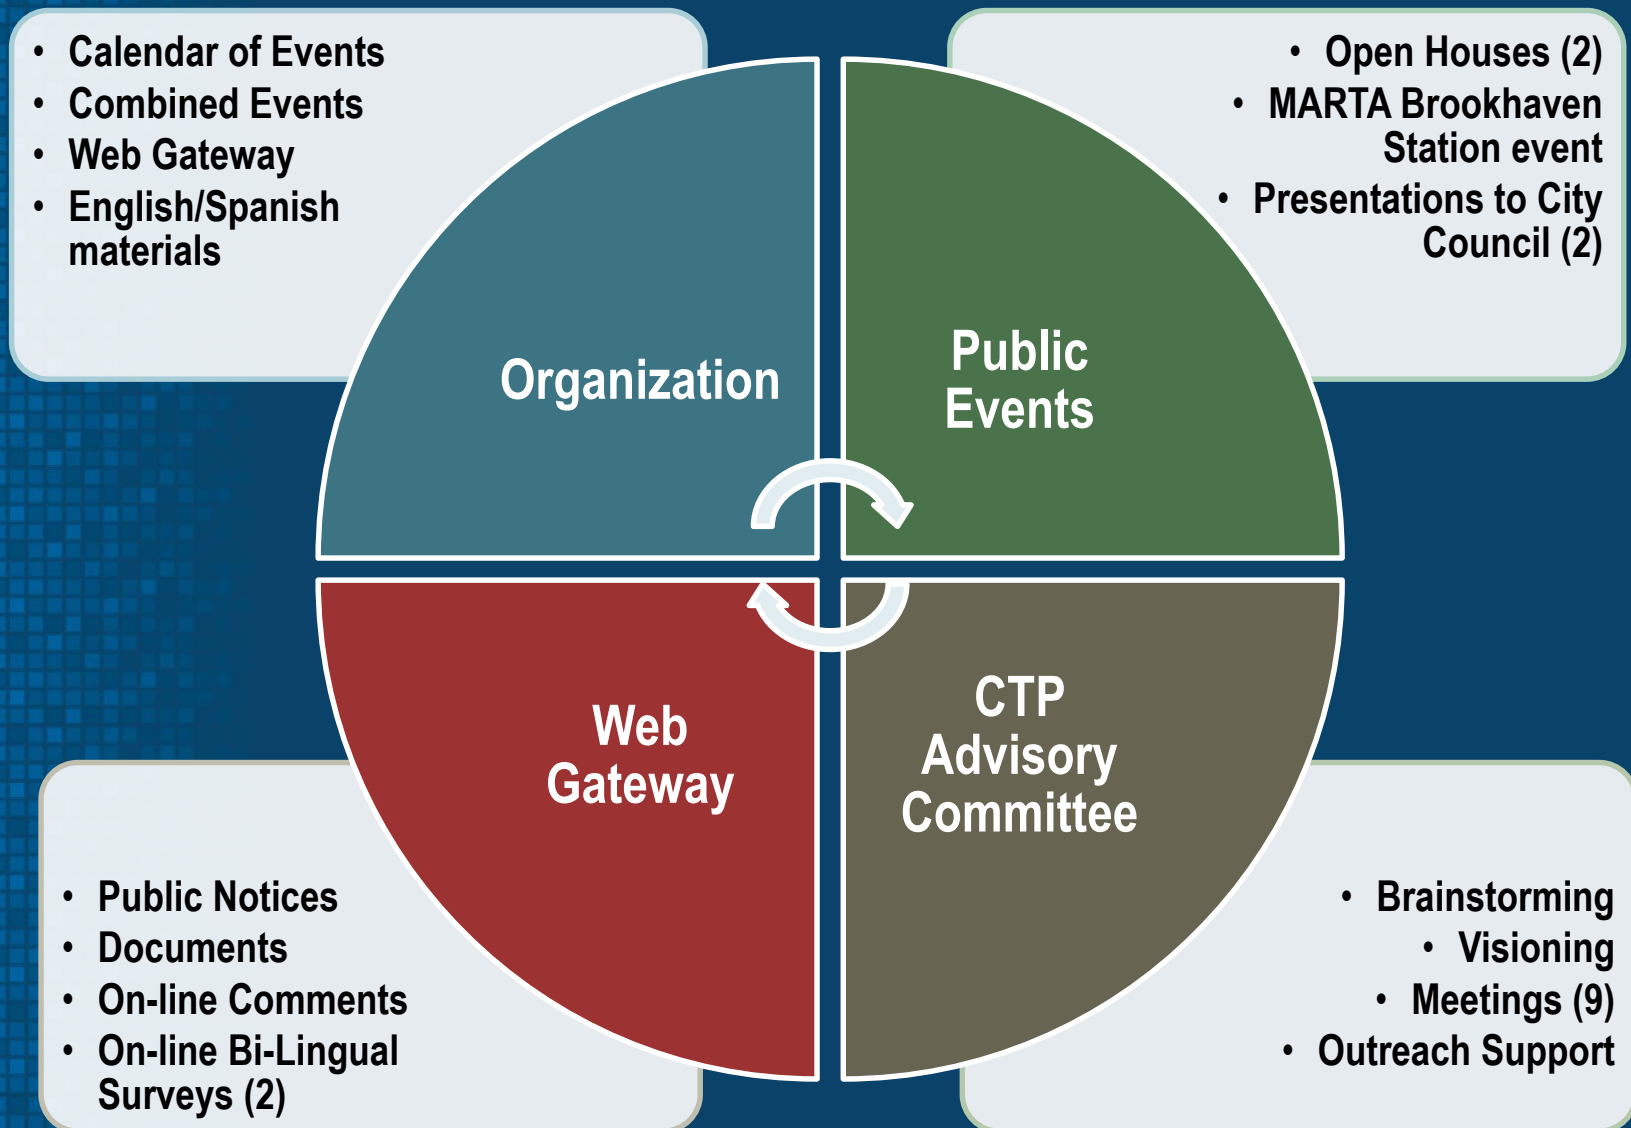 • Calendar of Events
• Combined Events
• Web Gateway
• English/Spanish
materials
• Open Houses (2)
• MARTA Brookhaven
Station event
• Presentations to City
Council (2)
Organization
Public
Events
Web
Gateway
CTP
Advisory
Committee
• Public Notices
• Documents
• On-line Comments
• On-line Bi-Lingual
Surveys (2)
• Brainstorming
• Visioning
• Meetings (9)
• Outreach Support